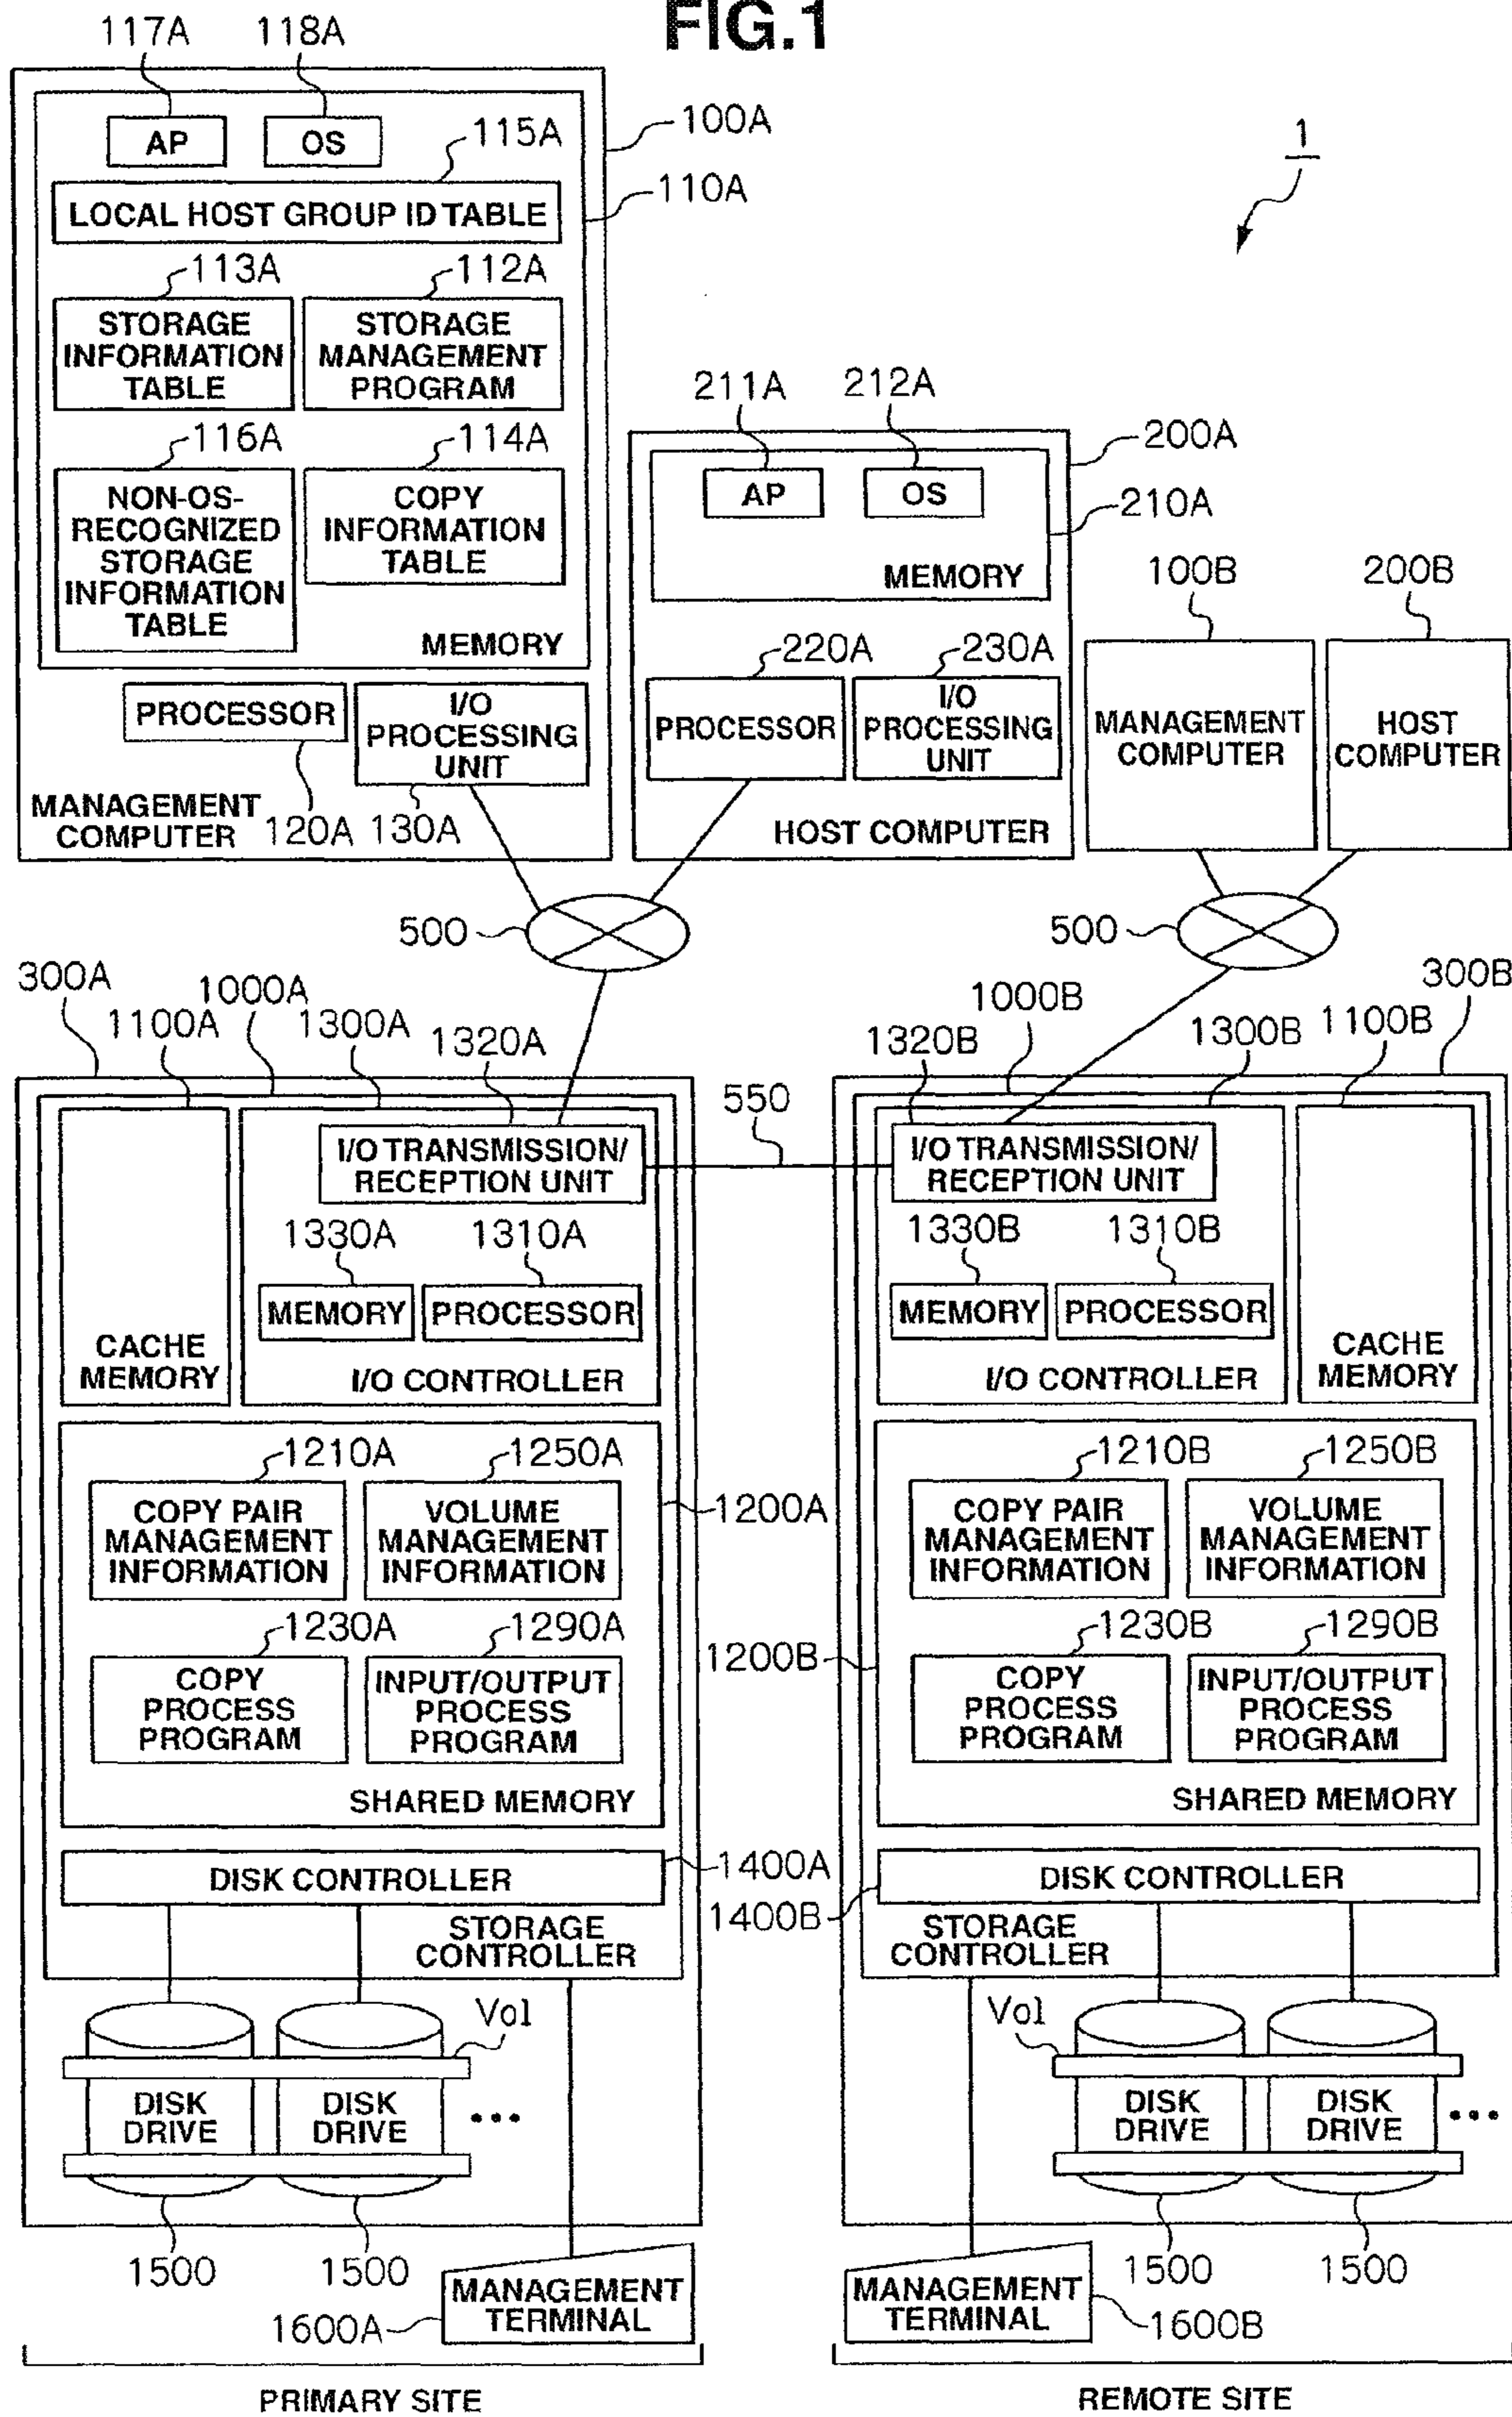 FIG.1
117A
118A
AP
OS
100A
115A
110A
LOCAL HOST GROUP ID TABLE
1
113A
112A
STORAGE
INFORMATION
TABLE
STORAGE
MANAGEMENT
PROGRAM
116A
114A
NON-OS-
RECOGNIZED
STORAGE
INFORMATION
TABLE
COPY
INFORMATION
TABLE
MEMORY
PROCESSOR
I/O
PROCESSING
UNIT
MANAGEMENT
COMPUTER
120A
130A
211A
212A
200A
AP
OS
210A
MEMORY
220A
230A
PROCESSOR
I/O
PROCESSING
UNIT
HOST COMPUTER
100B
200B
MANAGEMENT
COMPUTER
HOST
COMPUTER
500
500
300A
1000A
1100A
1300A
1320A
I/O TRANSMISSION/
RECEPTION UNIT
550
1330A
1310A
MEMORY
PROCESSOR
CACHE
MEMORY
I/O CONTROLLER
1210A
1250A
COPY PAIR
MANAGEMENT
INFORMATION
VOLUME
MANAGEMENT
INFORMATION
1200A
1230A
1290A
COPY
PROCESS
PROGRAM
INPUT/OUTPUT
PROCESS
PROGRAM
SHARED MEMORY
DISK CONTROLLER
1400A
STORAGE
CONTROLLER
Vol
DISK
DRIVE
DISK
DRIVE
•••
1500
1500
MANAGEMENT
TERMINAL
1600A
PRIMARY SITE
300B
1000B
1320B
1300B
1100B
I/O TRANSMISSION/
RECEPTION UNIT
1330B
1310B
MEMORY
PROCESSOR
I/O CONTROLLER
CACHE
MEMORY
1210B
1250B
COPY PAIR
MANAGEMENT
INFORMATION
VOLUME
MANAGEMENT
INFORMATION
1230B
1290B
1200B
COPY
PROCESS
PROGRAM
INPUT/OUTPUT
PROCESS
PROGRAM
SHARED MEMORY
DISK CONTROLLER
1400B
STORAGE
CONTROLLER
Vol
DISK
DRIVE
DISK
DRIVE
•••
1500
1500
MANAGEMENT
TERMINAL
1600B
REMOTE SITE